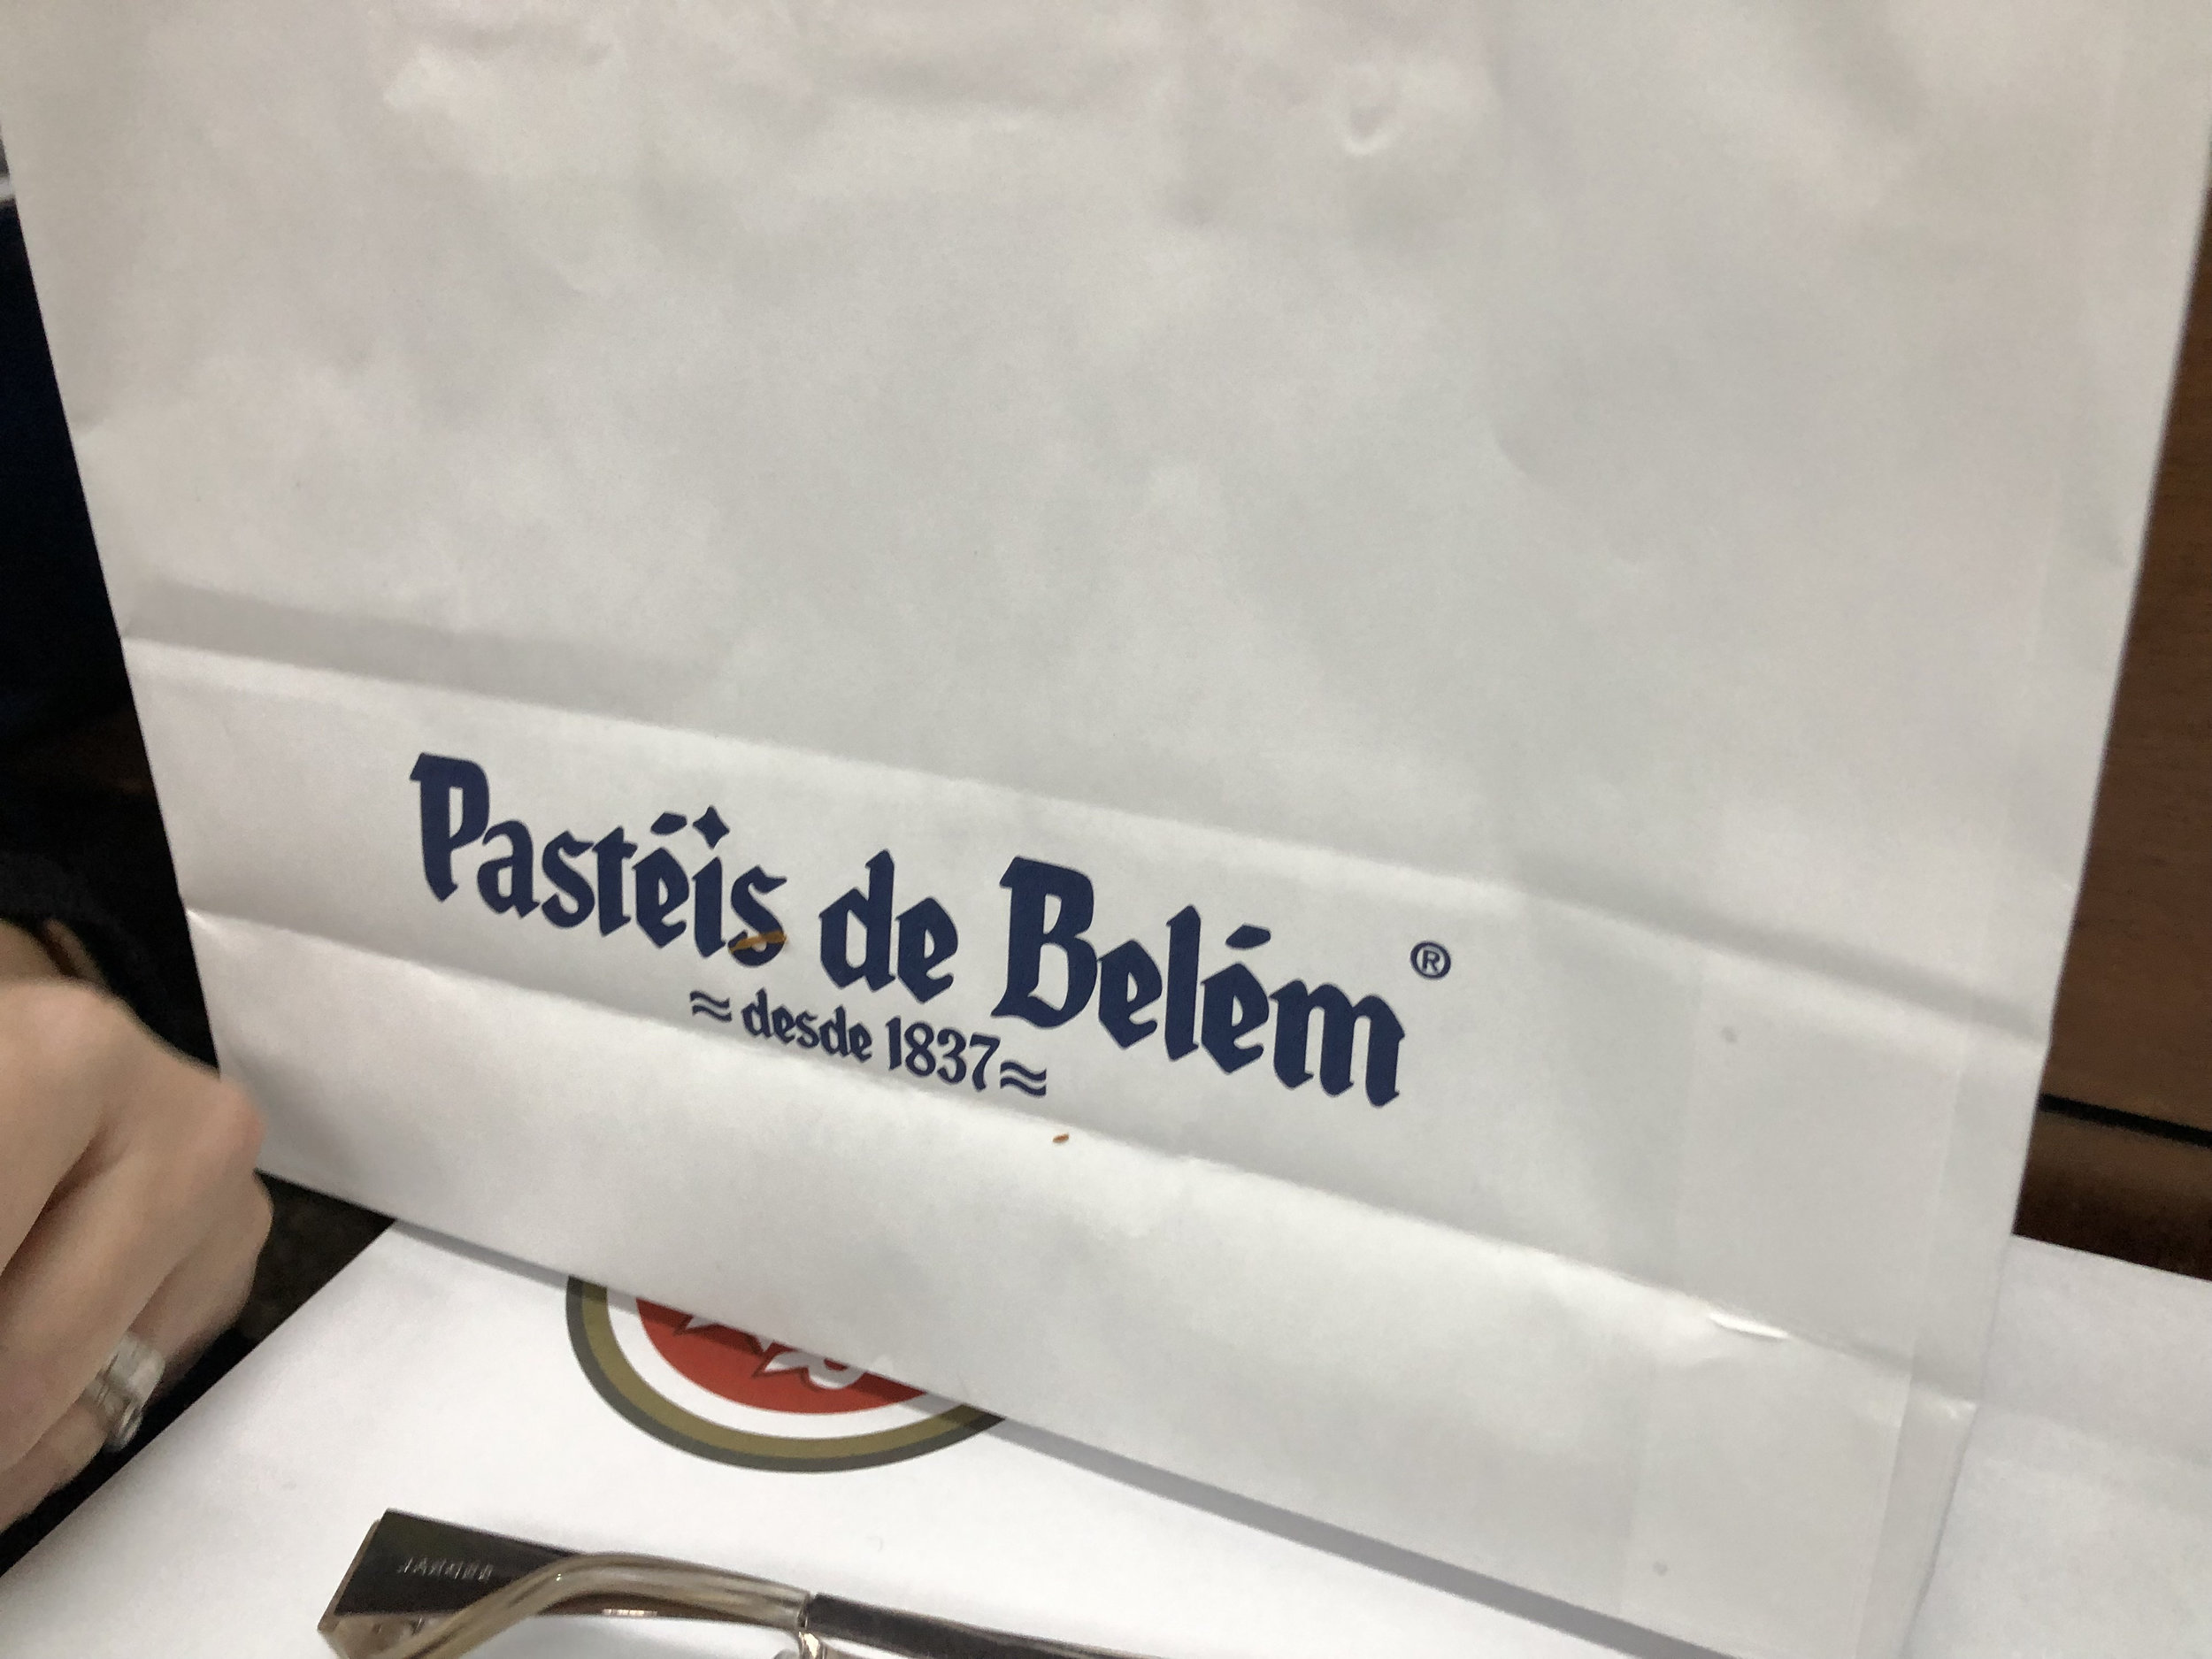 Pastéis de Belém ®
≈ desde 1837 ≈